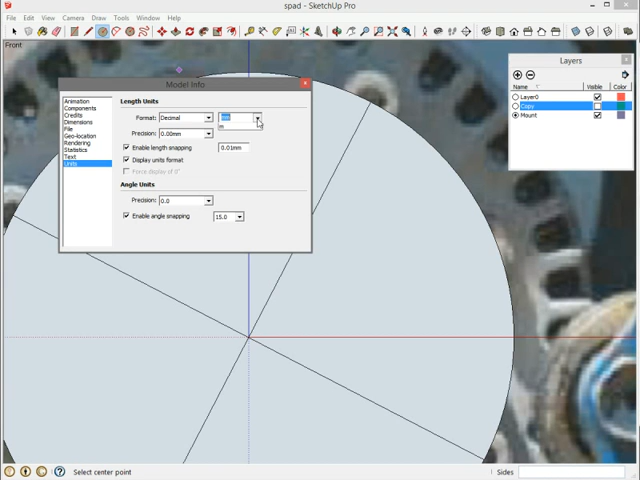 spad - SketchUp Pro
File Edit View Camera Draw Tools Window Help
Front
Model Info
Animation
Components
Credits
Dimensions
File
Geo-location
Rendering
Statistics
Text
Units
Length Units
Format: Decimal
m
Precision: 0.00mm
Enable length snapping 0.01mm
Display units format
Force display of 0"
Angle Units
Precision: 0.0
Enable angle snapping 15.0
Layers
Name Visible Color
Layer0
Copy
Mount
Select center point
Sides